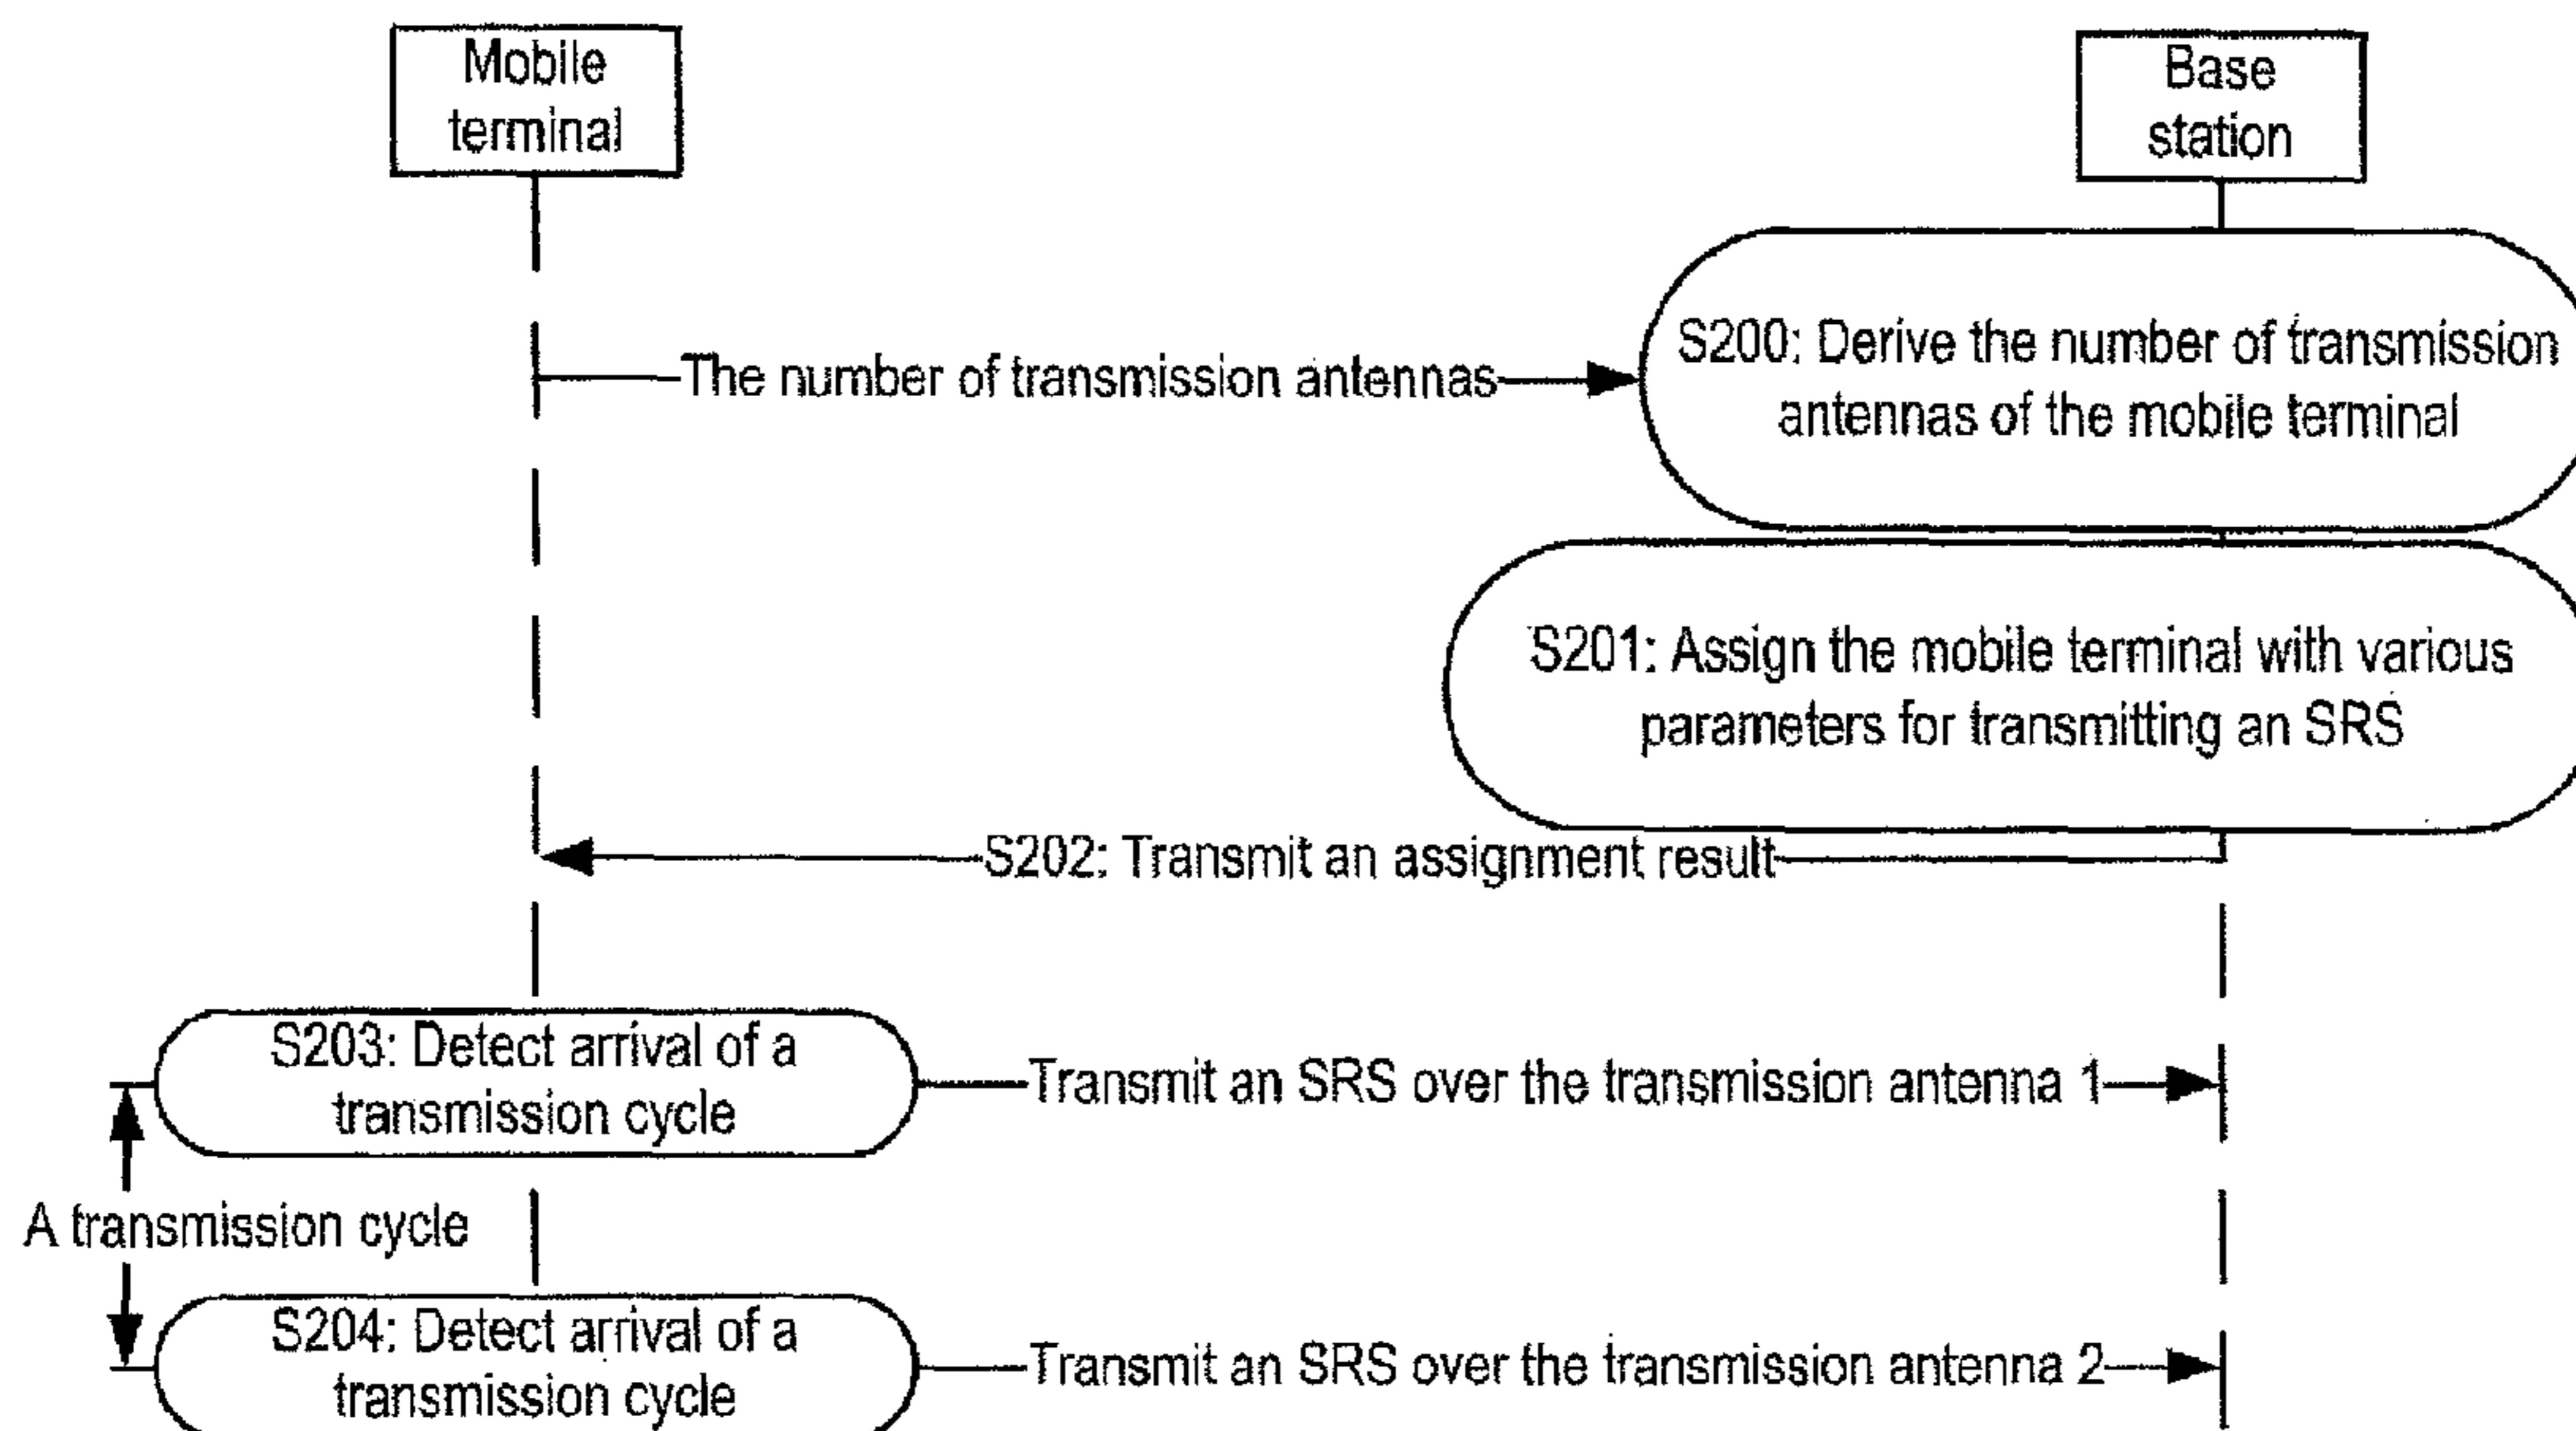 Mobile
terminal
Base
station
The number of transmission antennas
S200: Derive the number of transmission
antennas of the mobile terminal
S201: Assign the mobile terminal with various
parameters for transmitting an SRS
S202: Transmit an assignment result
S203: Detect arrival of a
transmission cycle
Transmit an SRS over the transmission antenna 1
A transmission cycle
S204: Detect arrival of a
transmission cycle
Transmit an SRS over the transmission antenna 2